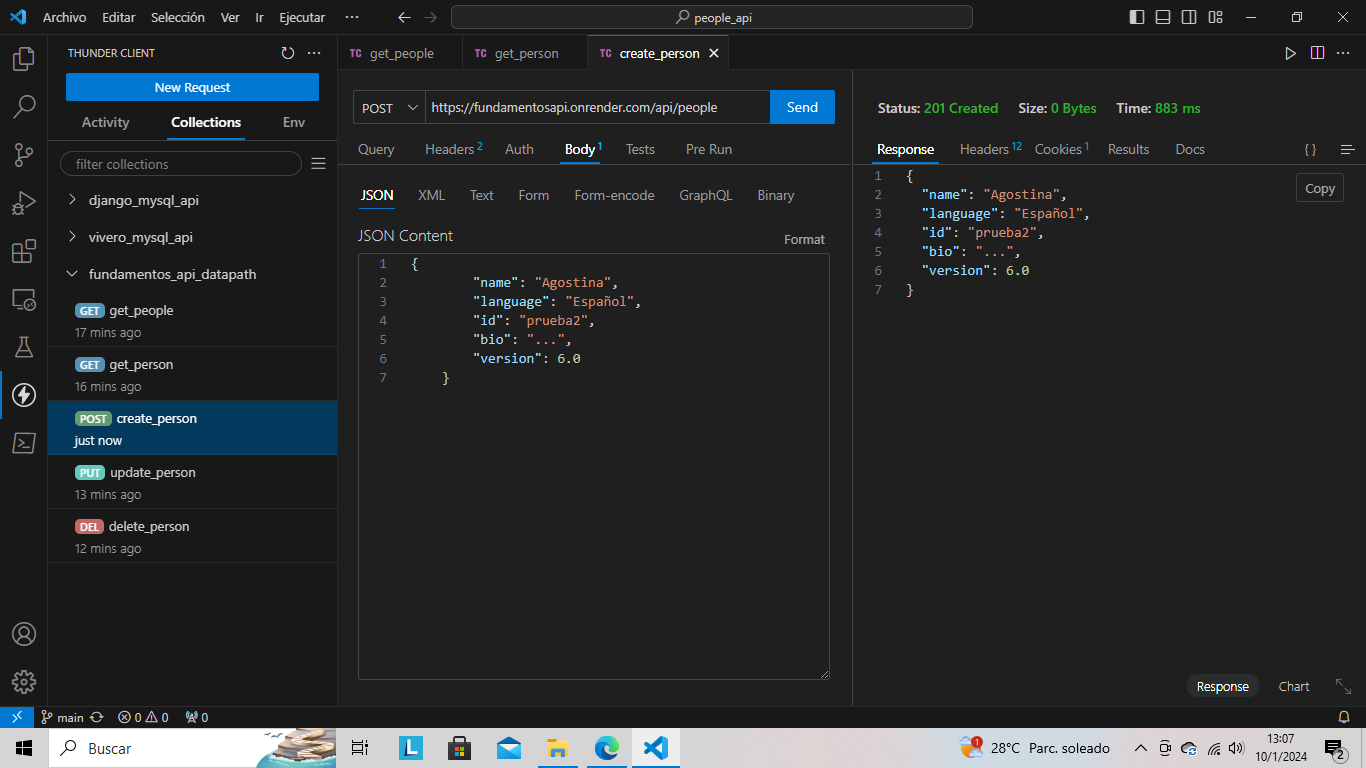 Archivo Editar Selección Ver Ir Ejecutar ··· people_api
THUNDER CLIENT ···
New Request
Activity Collections Env
filter collections
django_mysql_api
vivero_mysql_api
fundamentos_api_datapath
GET get_people
17 mins ago
GET get_person
16 mins ago
POST create_person
just now
PUT update_person
13 mins ago
DEL delete_person
12 mins ago
TC get_people TC get_person TC create_person ···
POST https://fundamentosapi.onrender.com/api/people Send
Query Headers 2 Auth Body 1 Tests Pre Run
JSON XML Text Form Form-encode GraphQL Binary
JSON Content Format
1 {
2 "name": "Agostina",
3 "language": "Español",
4 "id": "prueba2",
5 "bio": "...",
6 "version": 6.0
7 }
Status: 201 Created Size: 0 Bytes Time: 883 ms
Response Headers 12 Cookies 1 Results Docs { }
Copy
1 {
2 "name": "Agostina",
3 "language": "Español",
4 "id": "prueba2",
5 "bio": "...",
6 "version": 6.0
7 }
Response Chart
main 0 0 0
Buscar L 1 28°C Parc. soleado 13:07
10/1/2024 2